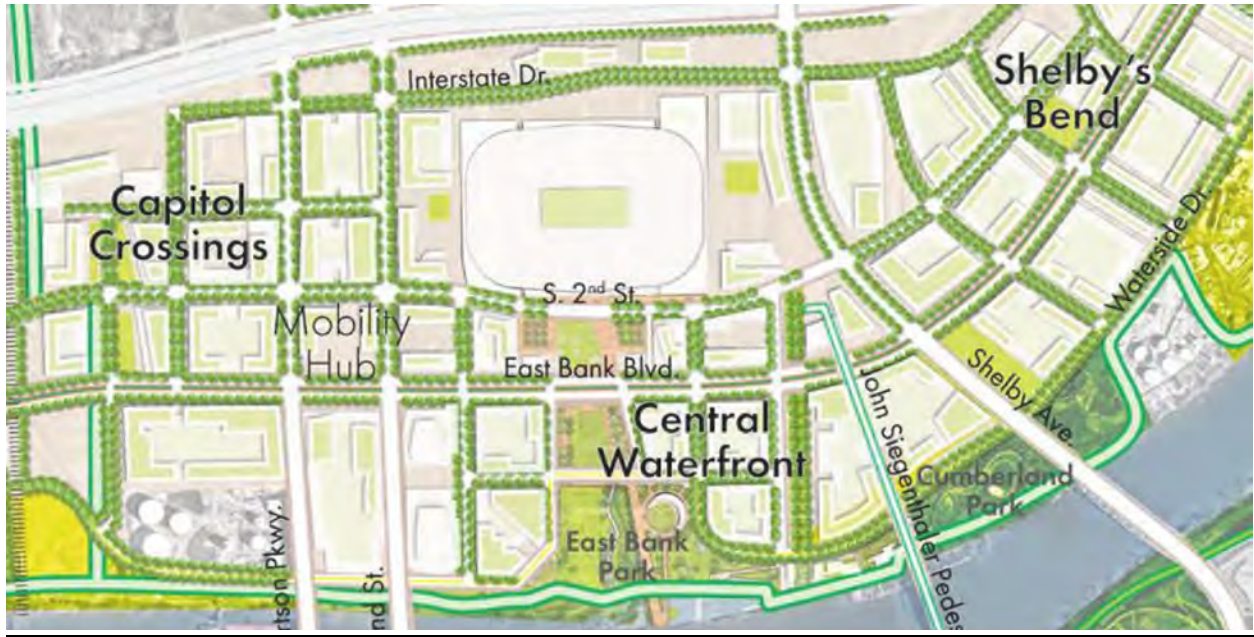 Interstate Dr.
Shelby's
Bend
Capitol
Crossings
Waterside Dr.
S. 2nd St.
Mobility
Hub
East Bank Blvd.
Shelby Ave.
John Siegenthaler Pedes
Central
Waterfront
Cumberland
Park
East Bank
Park
rtson Pkwy.
nd St.